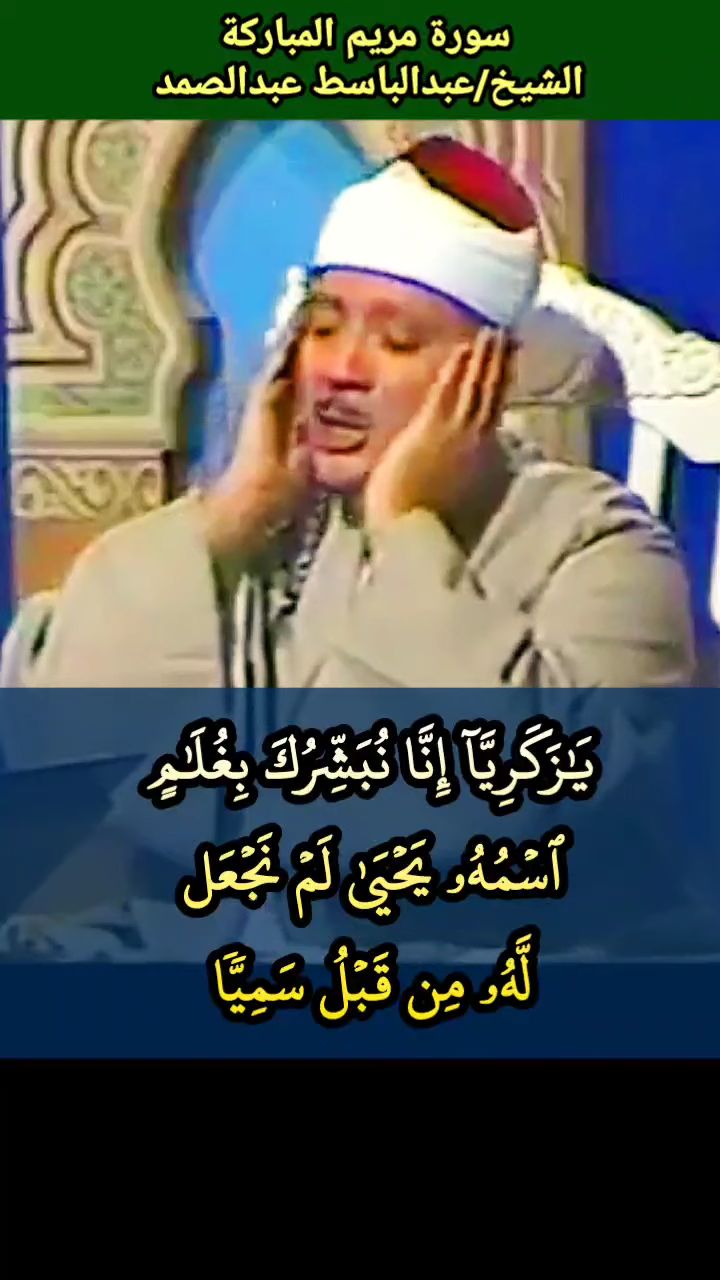 سورة مريم المباركة
الشيخ/عبدالباسط عبدالصمد
يَـٰزَكَرِيَّآ إِنَّا نُبَشِّرُكَ بِغُلَـٰمٍ
ٱسْمُهُۥ يَحْيَىٰ لَمْ نَجْعَل
لَّهُۥ مِن قَبْلُ سَمِيًّا